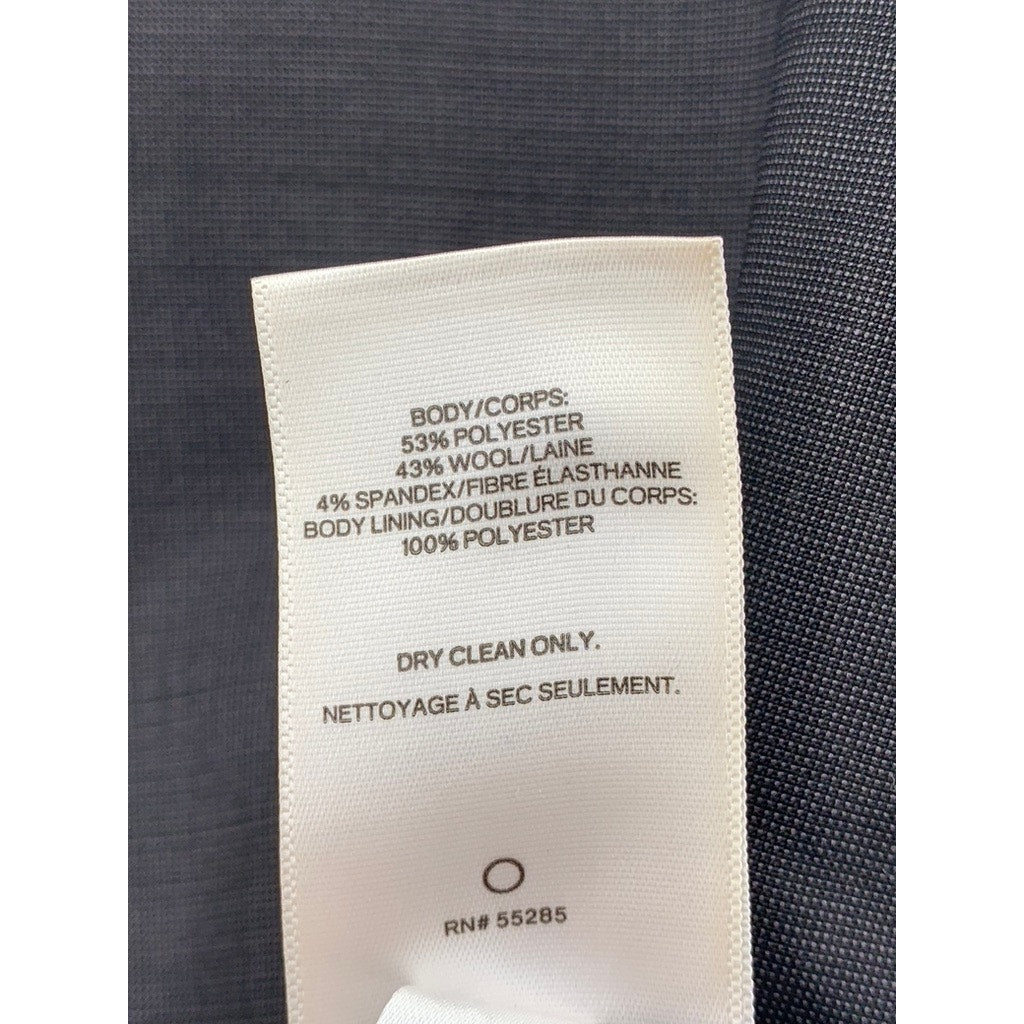 BODY/CORPS:
53% POLYESTER
43% WOOL/LAINE
4% SPANDEX/FIBRE ÉLASTHANNE
BODY LINING/DOUBLURE DU CORPS:
100% POLYESTER
DRY CLEAN ONLY.
NETTOYAGE À SEC SEULEMENT.
RN# 55285